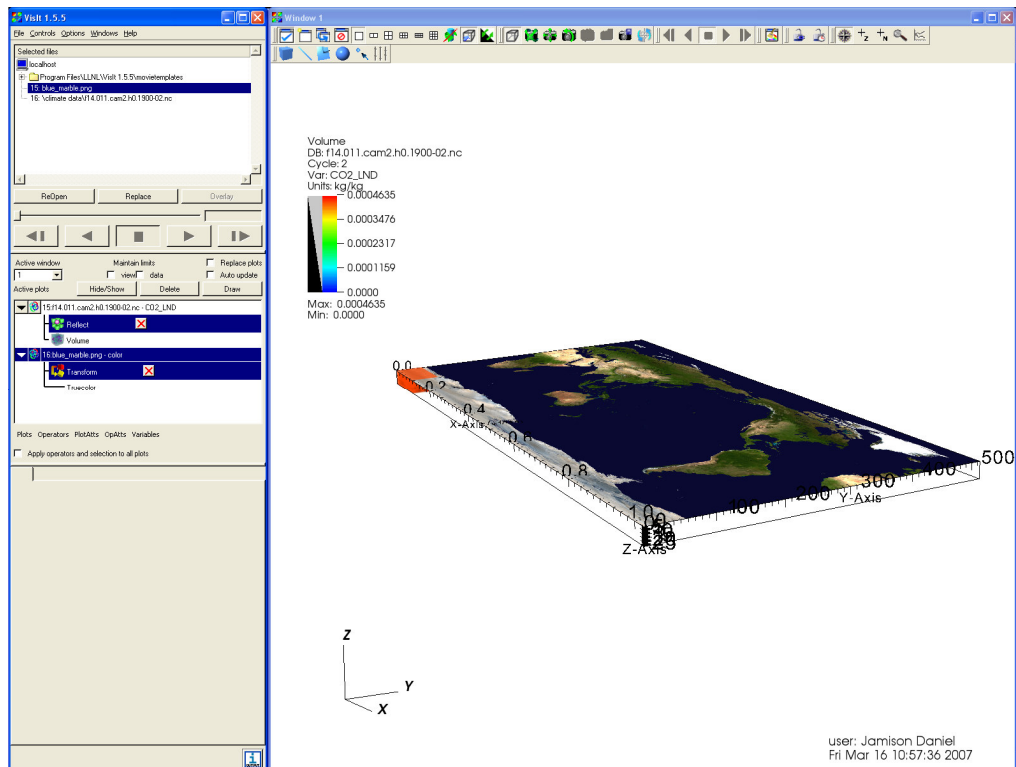 VisIt 1.5.5
File Controls Options Windows Help
Selected files
localhost
Program Files\LLNL\VisIt 1.5.5\movietemplates
15: blue_marble.png
16: \climate data\f14.011.cam2.h0.1900-02.nc
ReOpen Replace Overlay
Active window Maintain limits Replace plots
1 view data Auto update
Active plots Hide/Show Delete Draw
15:f14.011.cam2.h0.1900-02.nc - CO2_LND
Reflect
Volume
16:blue_marble.png - color
Transform
Truecolor
Plots Operators PlotAtts OpAtts Variables
Apply operators and selection to all plots
Window 1
Volume
DB: f14.011.cam2.h0.1900-02.nc
Cycle: 2
Var: CO2_LND
Units: kg/kg
0.0004635
0.0003476
0.0002317
0.0001159
0.0000
Max: 0.0004635
Min: 0.0000
0.0
0.2
0.4
X-Axis
0.8
1.0
100
200
300
400
500
Y-Axis
Z-Axis
Z
Y
X
user: Jamison Daniel
Fri Mar 16 10:57:36 2007